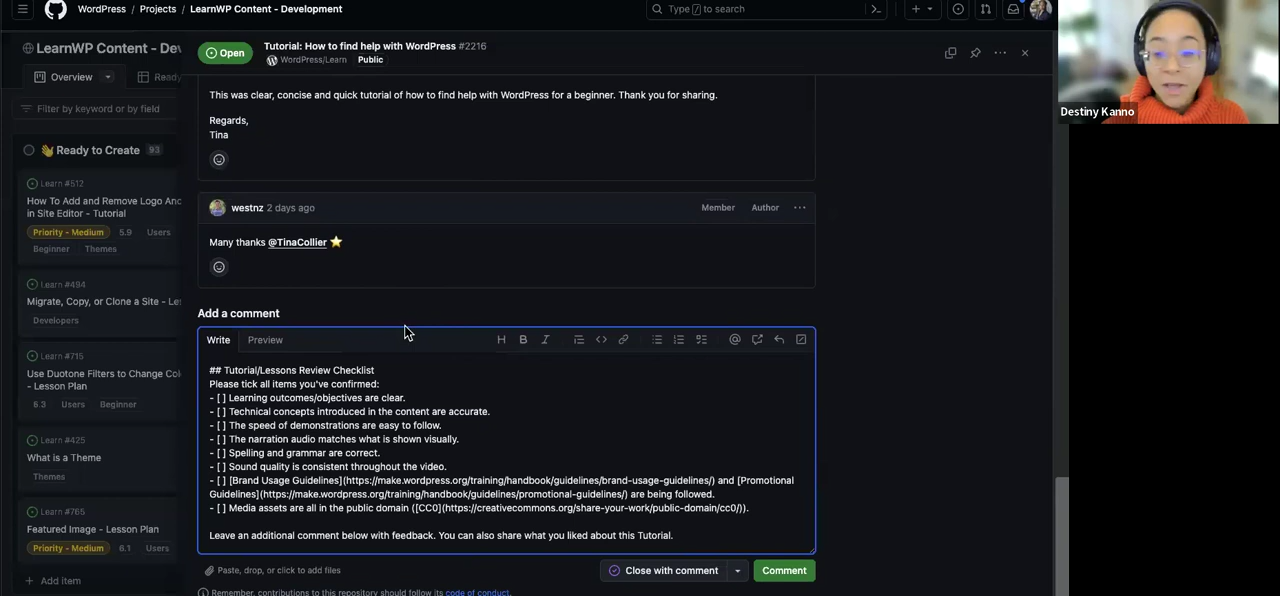 WordPress / Projects / LearnWP Content - Development
Type / to search
LearnWP Content - Dev
Open
Tutorial: How to find help with WordPress #2216
WordPress/Learn Public
Overview
Ready
Filter by keyword or by field
Ready to Create 93
Learn #512
How To Add and Remove Logo And
in Site Editor - Tutorial
Priority - Medium 5.9 Users
Beginner Themes
Learn #494
Migrate, Copy, or Clone a Site - Les
Developers
Learn #715
Use Duotone Filters to Change Col
- Lesson Plan
6.3 Users Beginner
Learn #425
What is a Theme
Themes
Learn #765
Featured Image - Lesson Plan
Priority - Medium 6.1 Users
+ Add item
This was clear, concise and quick tutorial of how to find help with WordPress for a beginner. Thank you for sharing.
Regards,
Tina
westnz 2 days ago
Member Author
Many thanks @TinaCollier
Add a comment
Write Preview
## Tutorial/Lessons Review Checklist
Please tick all items you've confirmed:
- [ ] Learning outcomes/objectives are clear.
- [ ] Technical concepts introduced in the content are accurate.
- [ ] The speed of demonstrations are easy to follow.
- [ ] The narration audio matches what is shown visually.
- [ ] Spelling and grammar are correct.
- [ ] Sound quality is consistent throughout the video.
- [ ] [Brand Usage Guidelines](https://make.wordpress.org/training/handbook/guidelines/brand-usage-guidelines/) and [Promotional
Guidelines](https://make.wordpress.org/training/handbook/guidelines/promotional-guidelines/) are being followed.
- [ ] Media assets are all in the public domain ([CC0](https://creativecommons.org/share-your-work/public-domain/cc0/)).
Leave an additional comment below with feedback. You can also share what you liked about this Tutorial.
Paste, drop, or click to add files
Close with comment
Comment
Remember, contributions to this repository should follow its code of conduct.
Destiny Kanno